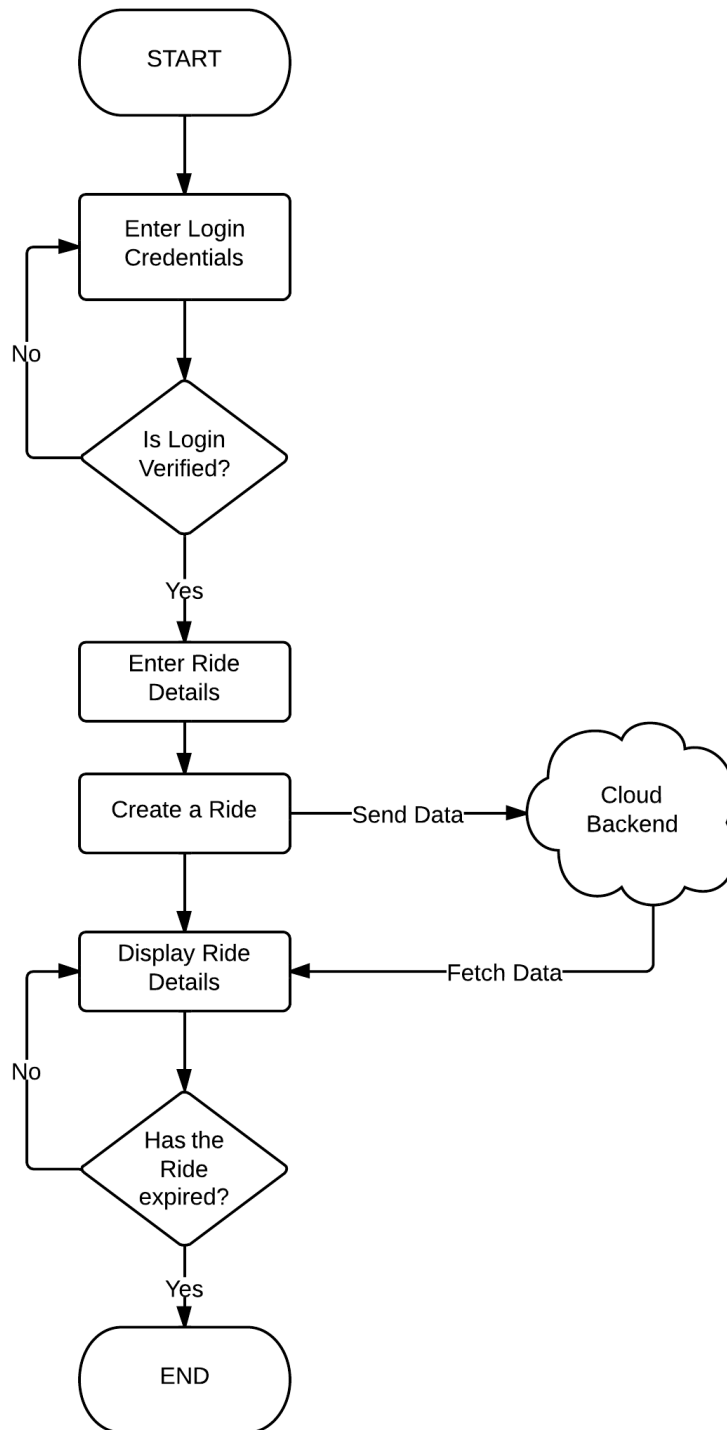 START
Enter Login
Credentials
No
Is Login
Verified?
Yes
Enter Ride
Details
Create a Ride
Send Data
Cloud
Backend
Display Ride
Details
Fetch Data
No
Has the
Ride
expired?
Yes
END